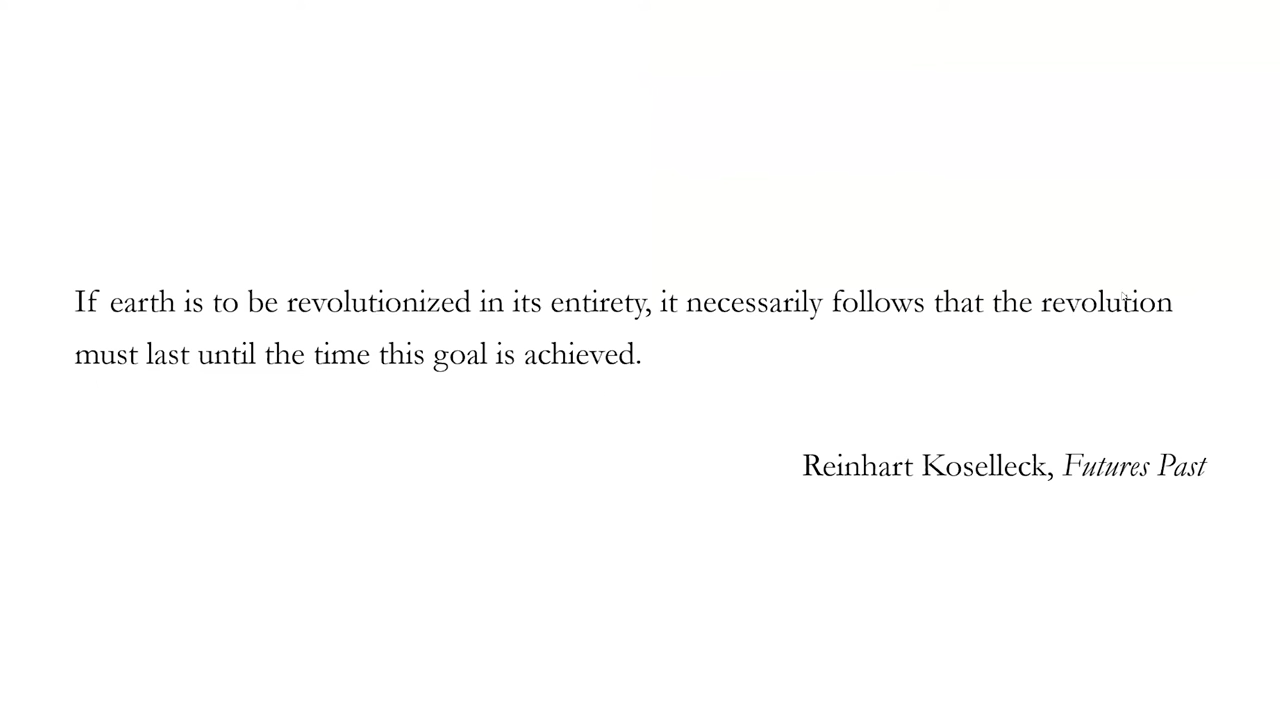 If earth is to be revolutionized in its entirety, it necessarily follows that the revolution
must last until the time this goal is achieved.
Reinhart Koselleck, Futures Past